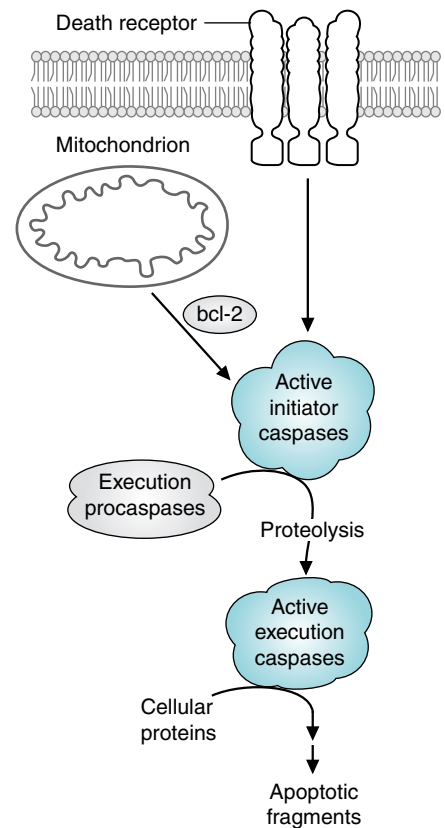 Death receptor
Mitochondrion
bcl-2
Active
initiator
caspases
Execution
procaspases
Proteolysis
Active
execution
caspases
Cellular
proteins
Apoptotic
fragments